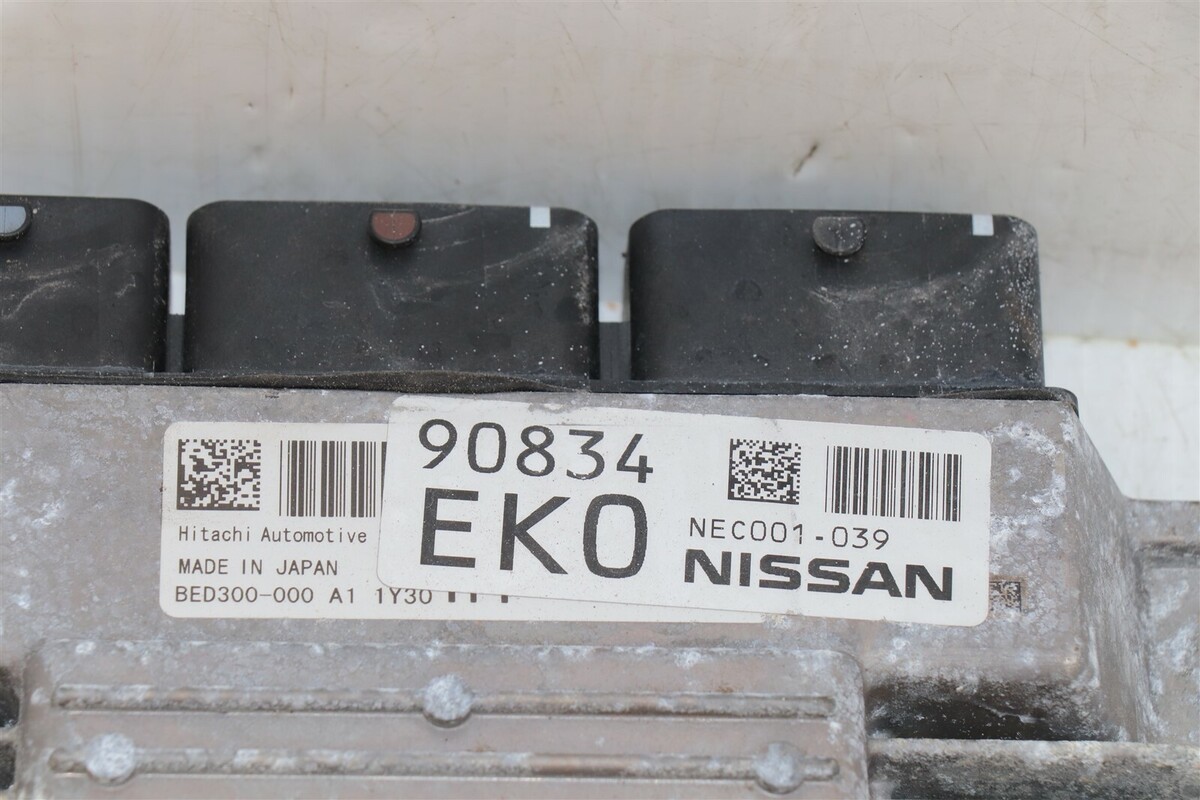 90834
EK0
NEC001-039
NISSAN
Hitachi Automotive
MADE IN JAPAN
BED300-000 A1 1Y30